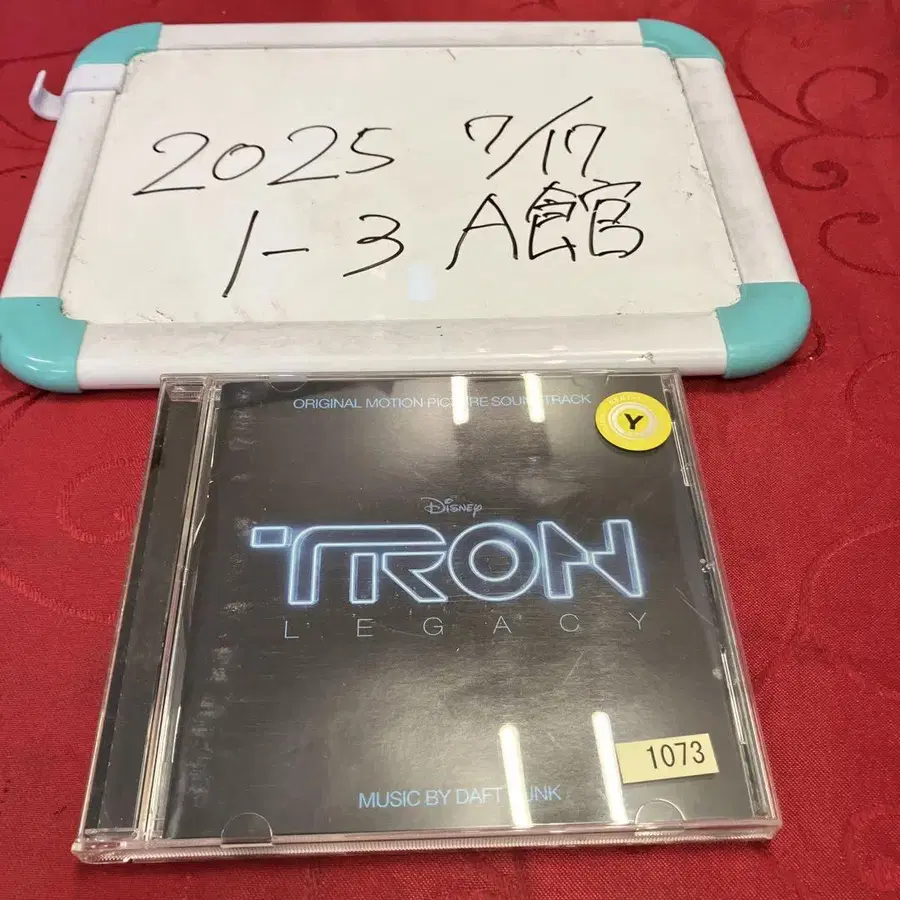 2025 7/17
1-3 A館
ORIGINAL MOTION PICTURE SOUNDTRACK
Y
Disney
TRON
LEGACY
1073
MUSIC BY DAFT PUNK